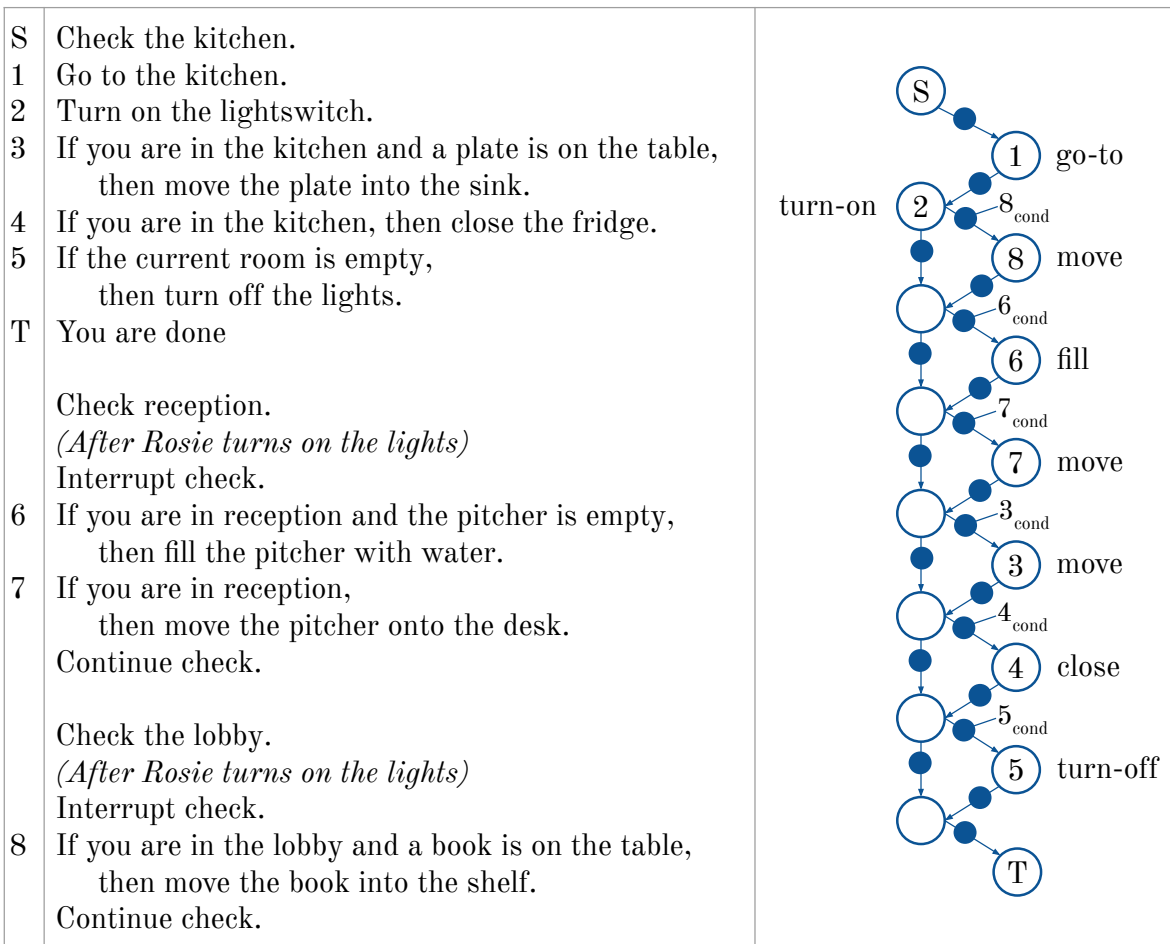 S Check the kitchen.
1 Go to the kitchen.
2 Turn on the lightswitch.
3 If you are in the kitchen and a plate is on the table,
then move the plate into the sink.
4 If you are in the kitchen, then close the fridge.
5 If the current room is empty,
then turn off the lights.
T You are done
Check reception.
(After Rosie turns on the lights)
Interrupt check.
6 If you are in reception and the pitcher is empty,
then fill the pitcher with water.
7 If you are in reception,
then move the pitcher onto the desk.
Continue check.
Check the lobby.
(After Rosie turns on the lights)
Interrupt check.
8 If you are in the lobby and a book is on the table,
then move the book into the shelf.
Continue check.
S
1 go-to
turn-on 2 8cond
8 move
6cond
6 fill
7cond
7 move
3cond
3 move
4cond
4 close
5cond
5 turn-off
T